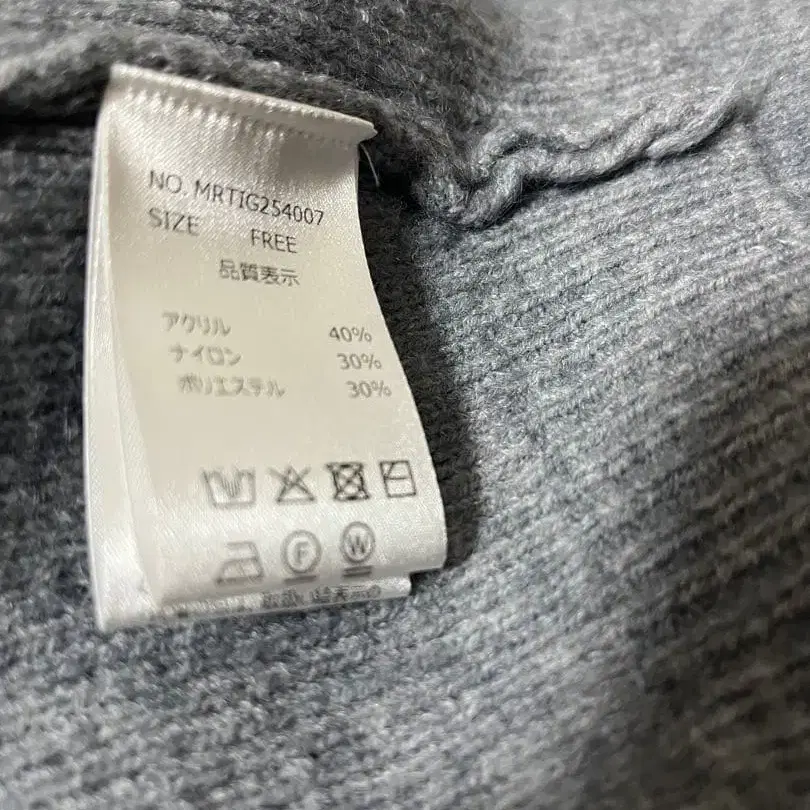 NO. MRTIG254007
SIZE FREE
品質表示
アクリル 40%
ナイロン 30%
ポリエステル 30%
F W